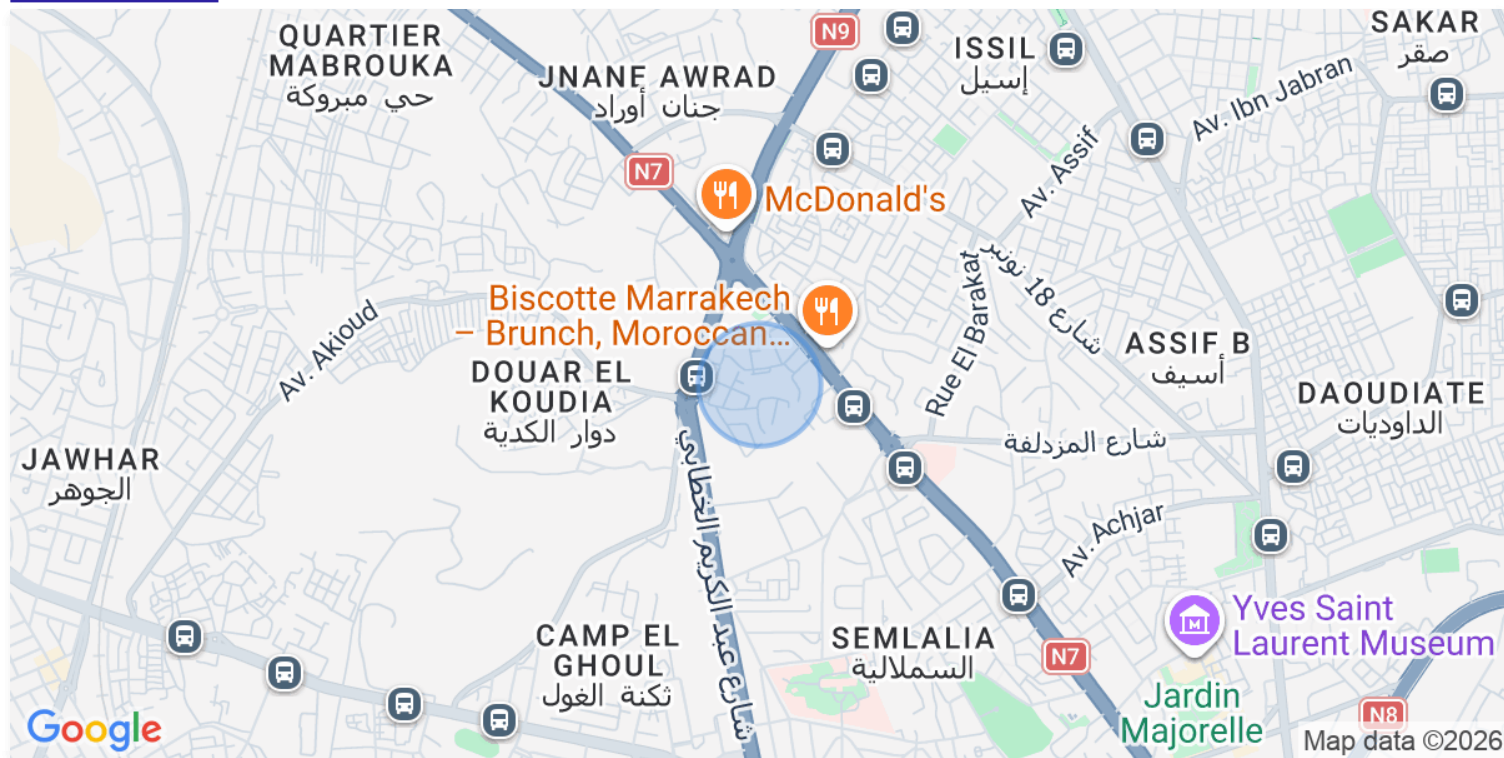 QUARTIER
MABROUKA
حي مبروكة
JNANE AWRAD
جنان أوراد
N9
ISSIL
إسيل
SAKAR
صقر
Av. Ibn Jabran
N7
McDonald's
Av. Assif
شارع 18 نونبر
Rue El Barakat
Biscotte Marrakech
– Brunch, Moroccan...
Av. Akioud
DOUAR EL
KOUDIA
دوار الكدية
ASSIF B
أسيف
DAOUDIATE
الداوديات
شارع المزدلفة
JAWHAR
الجوهر
شارع عبد الكريم الخطابي
Av. Achjar
CAMP EL
GHOUL
ثكنة الغول
SEMLALIA
السملالية
N7
Yves Saint
Laurent Museum
Jardin
Majorelle
N8
Google
Map data ©2026